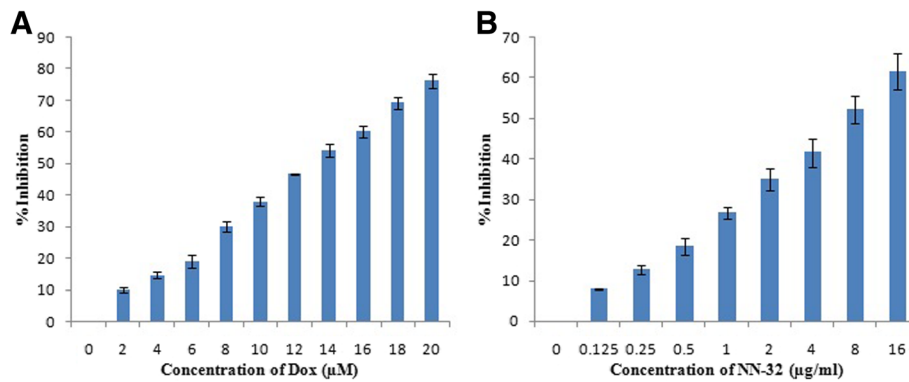 A
90
80
70
60
50
40
30
20
10
0
%Inhibition
0 2 4 6 8 10 12 14 16 18 20
Concentration of Dox (µM)
B
70
60
50
40
30
20
10
0
%Inhibition
0 0.125 0.25 0.5 1 2 4 8 16
Concentration of NN-32 (µg/ml)